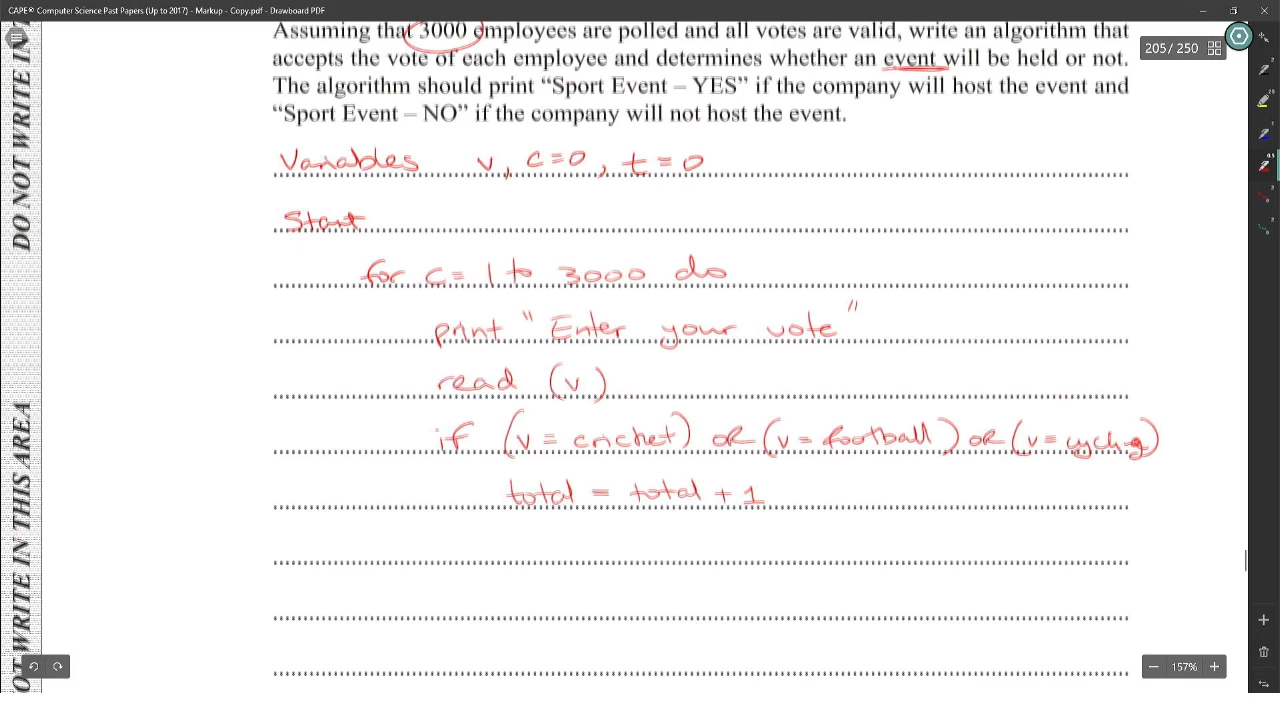 CAPE® Computer Science Past Papers (Up to 2017) - Markup - Copy.pdf - Drawboard PDF
Assuming that 3000 employees are polled and all votes are valid, write an algorithm that
accepts the vote of each employee and determines whether an event will be held or not.
The algorithm should print “Sport Event – YES” if the company will host the event and
“Sport Event – NO” if the company will not host the event.
205 / 250
Variables v, c=0, t=0
Start
for c = 1 to 3000 do
print "Enter your vote"
read (v)
if (v = cricket) or (v = football) or (v = cycling)
total = total + 1
DO NOT WRITE IN
OT WRITE IN THIS AREA
157%